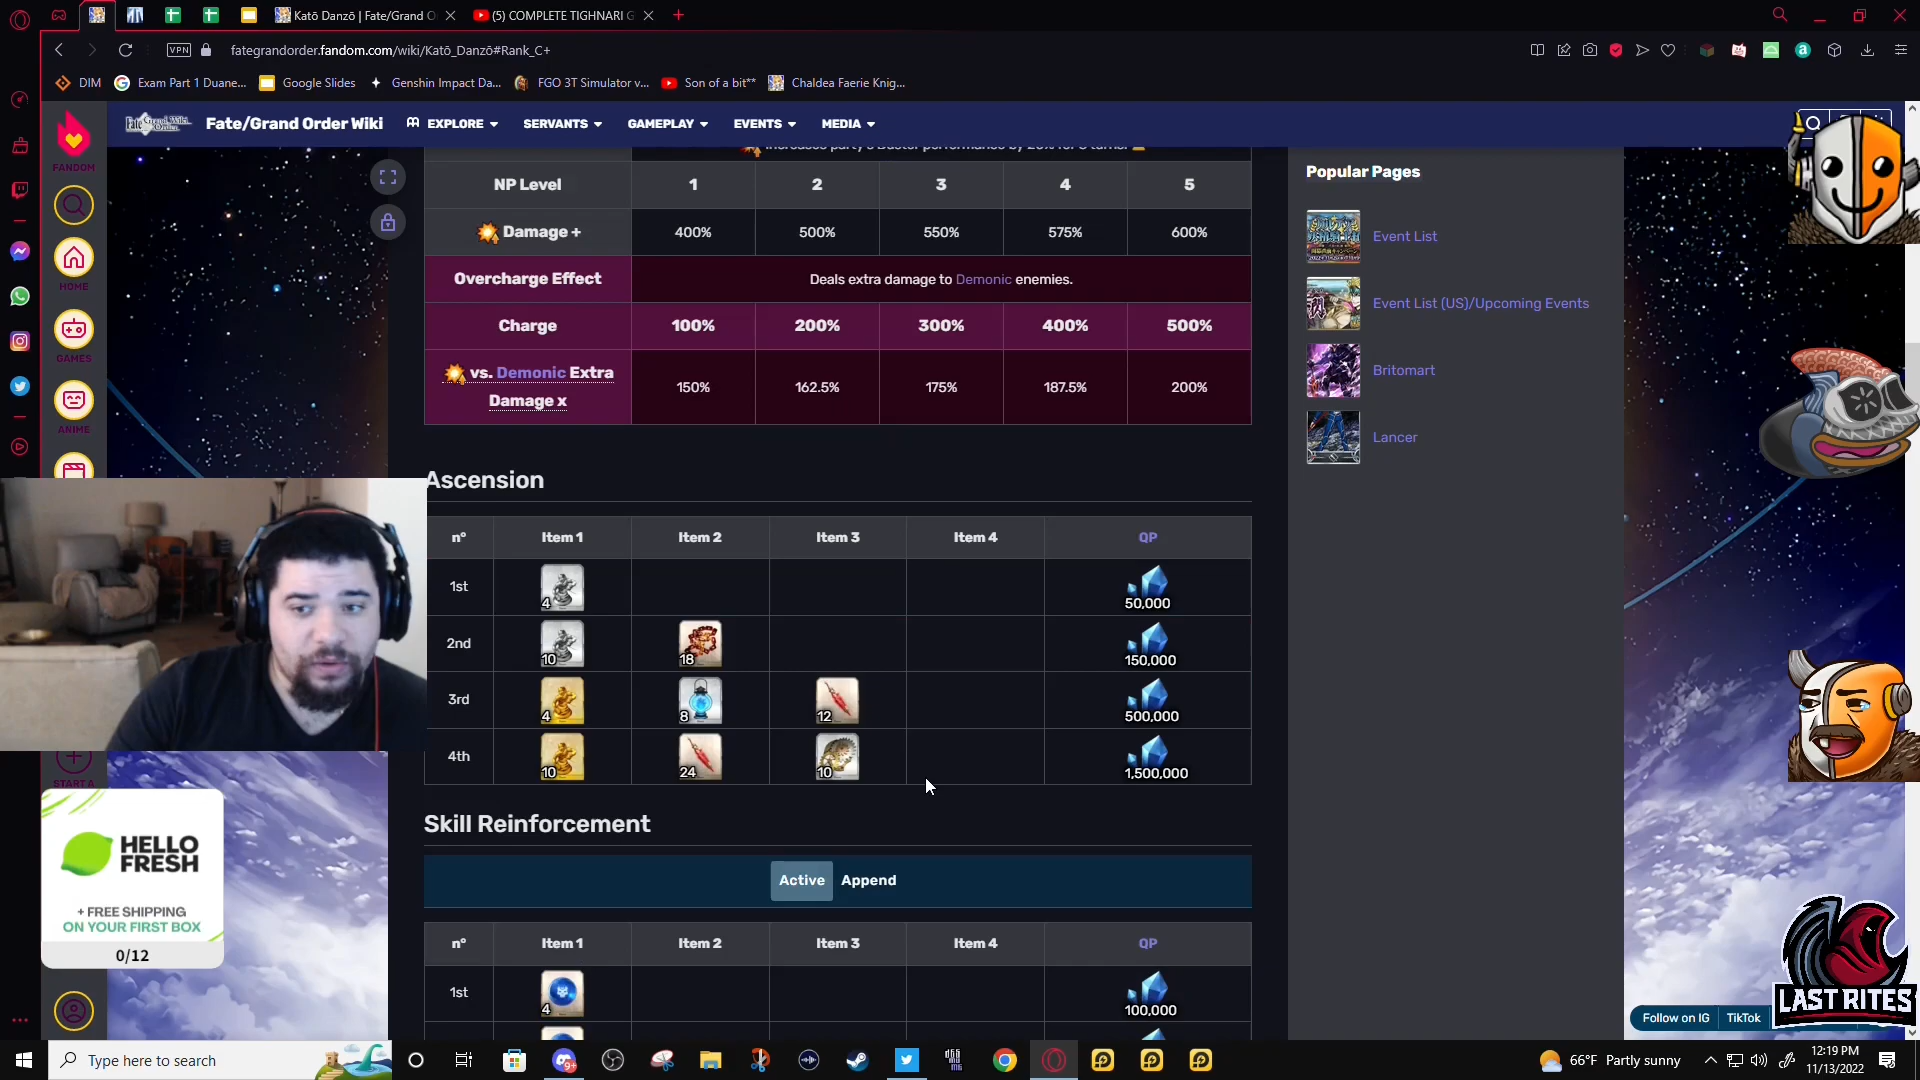 Katō Danzō | Fate/Grand O
(5) COMPLETE TIGHNARI G
VPN
fategrandorder.fandom.com/wiki/Katō_Danzō#Rank_C+
DIM
Exam Part 1 Duane...
Google Slides
Genshin Impact Da...
FGO 3T Simulator v...
Son of a bit**
Chaldea Faerie Knig...
FANDOM
Fate/Grand Order Wiki
EXPLORE
SERVANTS
GAMEPLAY
EVENTS
MEDIA
HOME
GAMES
ANIME
START A
NP Level 1 2 3 4 5
Damage + 400% 500% 550% 575% 600%
Overcharge Effect Deals extra damage to Demonic enemies.
Charge 100% 200% 300% 400% 500%
vs. Demonic Extra
Damage x 150% 162.5% 175% 187.5% 200%
Ascension
n° Item 1 Item 2 Item 3 Item 4 QP
1st 4 50,000
2nd 10 18 150,000
3rd 4 8 12 500,000
4th 10 24 10 1,500,000
Skill Reinforcement
Active Append
n° Item 1 Item 2 Item 3 Item 4 QP
1st 4 100,000
Popular Pages
Event List
Event List (US)/Upcoming Events
Britomart
Lancer
HELLO
FRESH
+ FREE SHIPPING
ON YOUR FIRST BOX
0/12
LAST RITES
Follow on IG
TikTok
Type here to search
9+
66°F Partly sunny
12:19 PM
11/13/2022